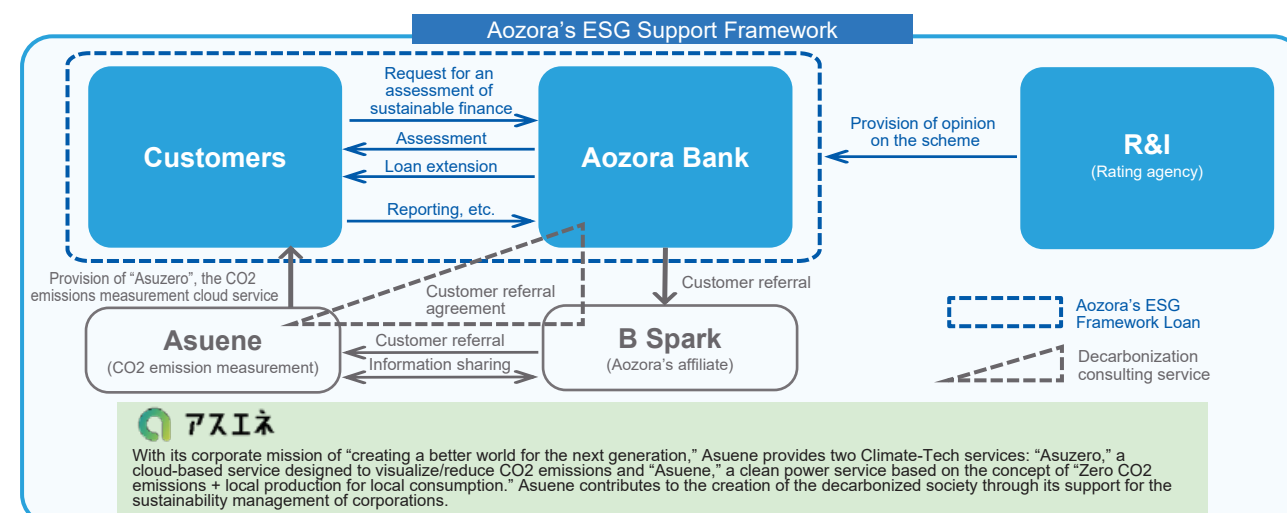 Aozora’s ESG Support Framework
Customers
Request for an
assessment of
sustainable finance
Assessment
Loan extension
Reporting, etc.
Aozora Bank
Provision of opinion
on the scheme
R&I
(Rating agency)
Provision of “Asuzero”, the CO2
emissions measurement cloud service
Customer referral
agreement
Customer referral
Asuene
(CO2 emission measurement)
Customer referral
Information sharing
B Spark
(Aozora’s affiliate)
Aozora’s ESG
Framework Loan
Decarbonization
consulting service
アスエネ
With its corporate mission of “creating a better world for the next generation,” Asuene provides two Climate-Tech services: “Asuzero,” a
cloud-based service designed to visualize/reduce CO2 emissions and “Asuene,” a clean power service based on the concept of “Zero CO2
emissions + local production for local consumption.” Asuene contributes to the creation of the decarbonized society through its support for the
sustainability management of corporations.